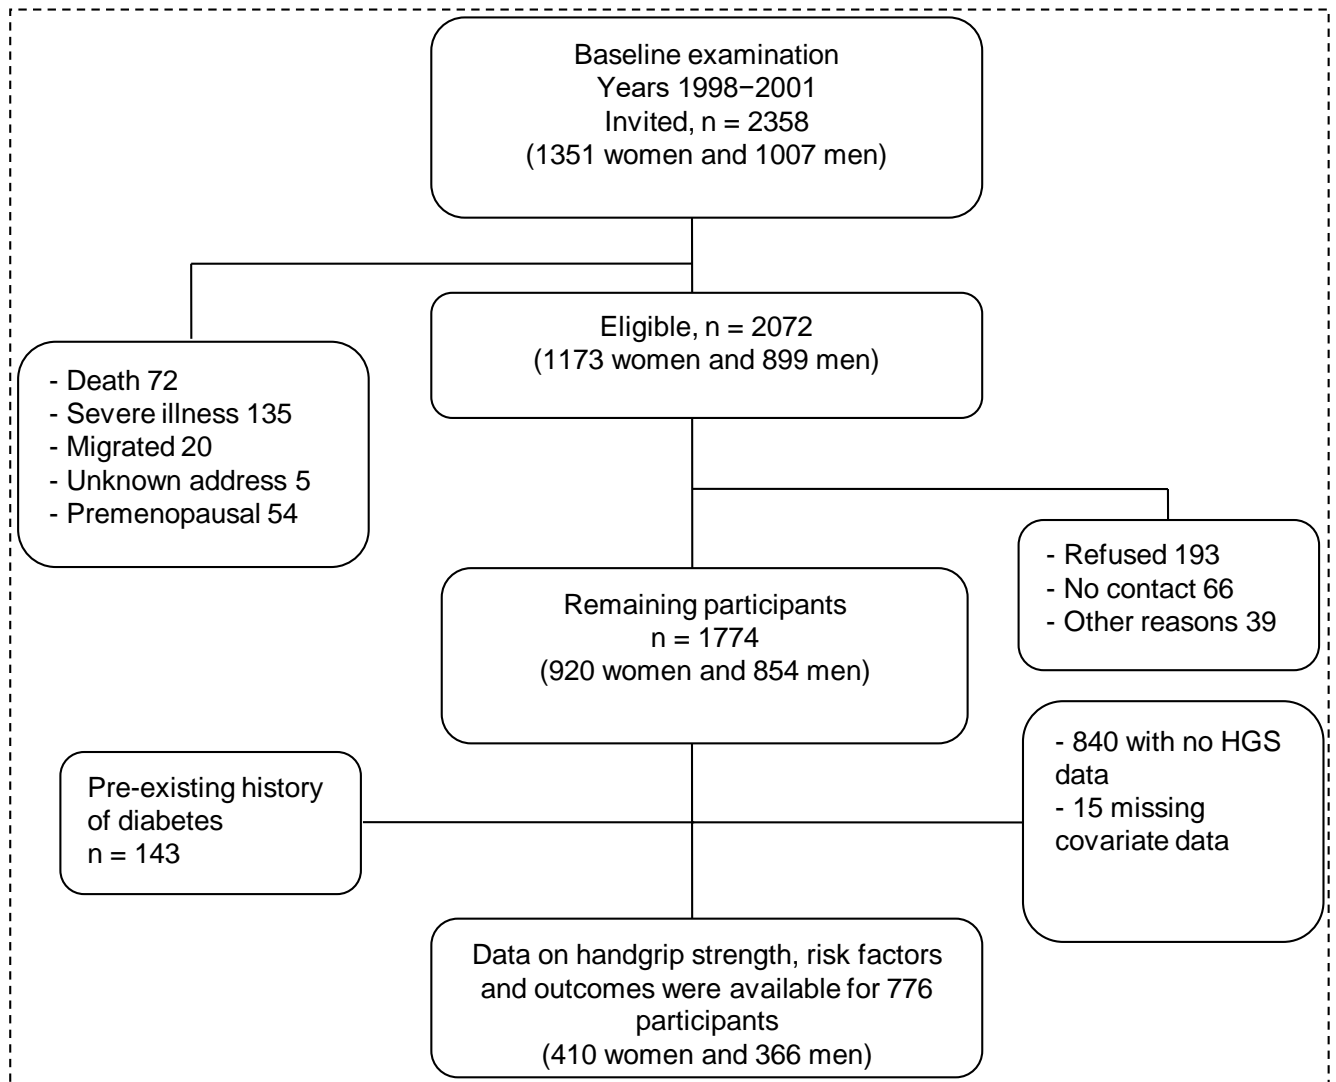 Baseline examination
Years 1998−2001
Invited, n = 2358
(1351 women and 1007 men)
Eligible, n = 2072
(1173 women and 899 men)
- Death 72
- Severe illness 135
- Migrated 20
- Unknown address 5
- Premenopausal 54
- Refused 193
- No contact 66
- Other reasons 39
Remaining participants
n = 1774
(920 women and 854 men)
Pre-existing history
of diabetes
n = 143
- 840 with no HGS
data
- 15 missing
covariate data
Data on handgrip strength, risk factors
and outcomes were available for 776
participants
(410 women and 366 men)